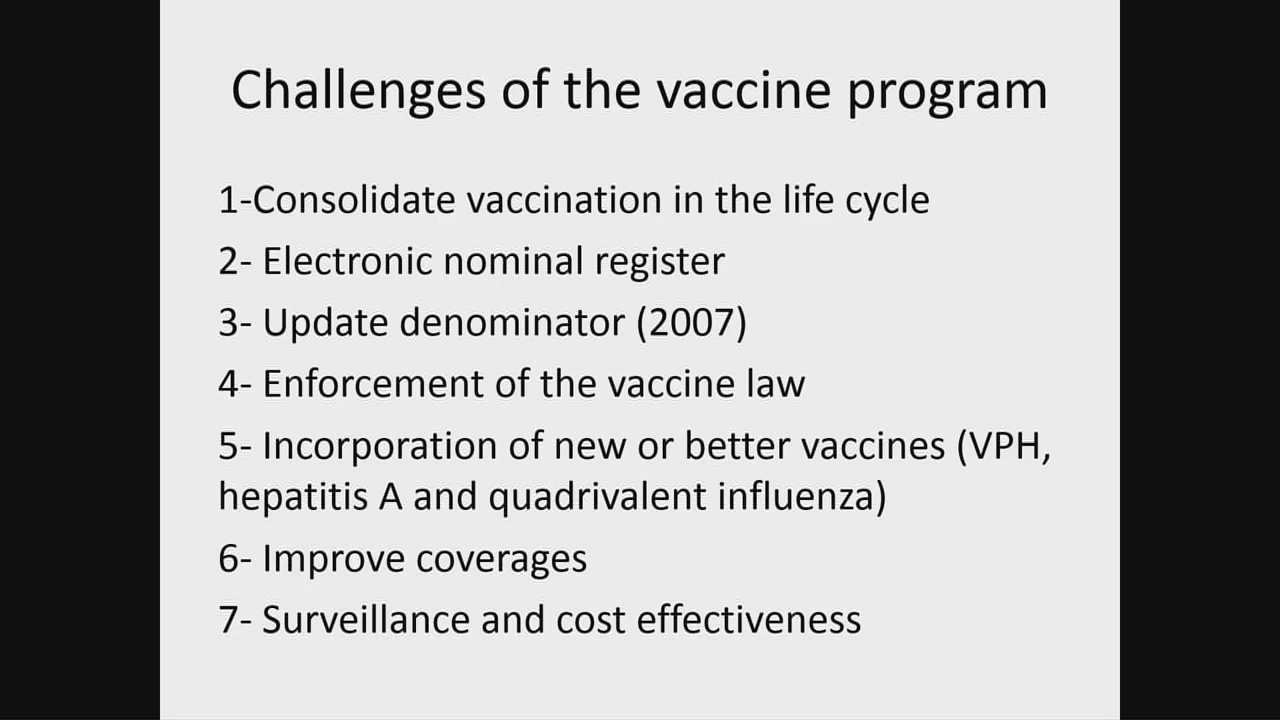 Challenges of the vaccine program
1-Consolidate vaccination in the life cycle
2- Electronic nominal register
3- Update denominator (2007)
4- Enforcement of the vaccine law
5- Incorporation of new or better vaccines (VPH,
hepatitis A and quadrivalent influenza)
6- Improve coverages
7- Surveillance and cost effectiveness